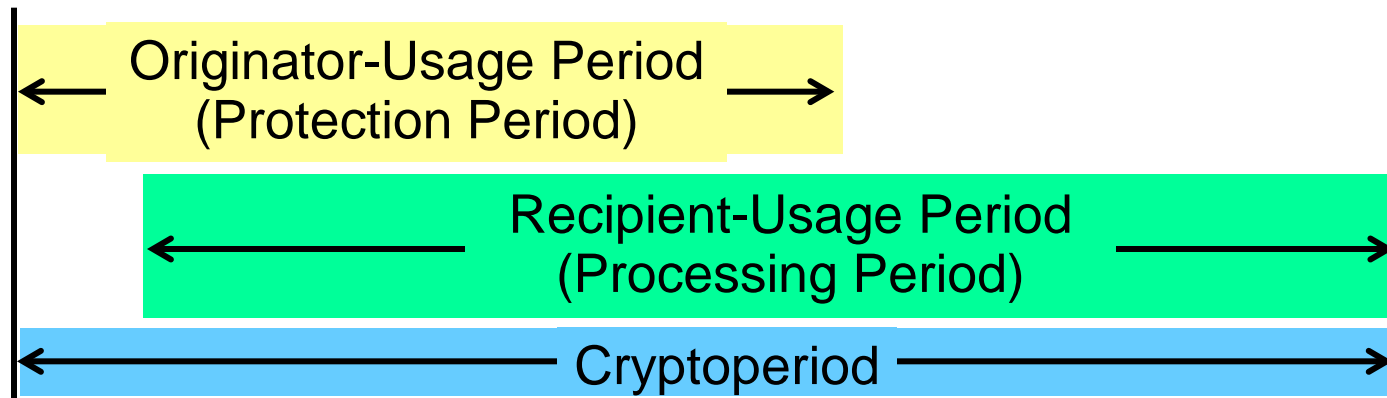 Originator-Usage Period
(Protection Period)
Recipient-Usage Period
(Processing Period)
Cryptoperiod